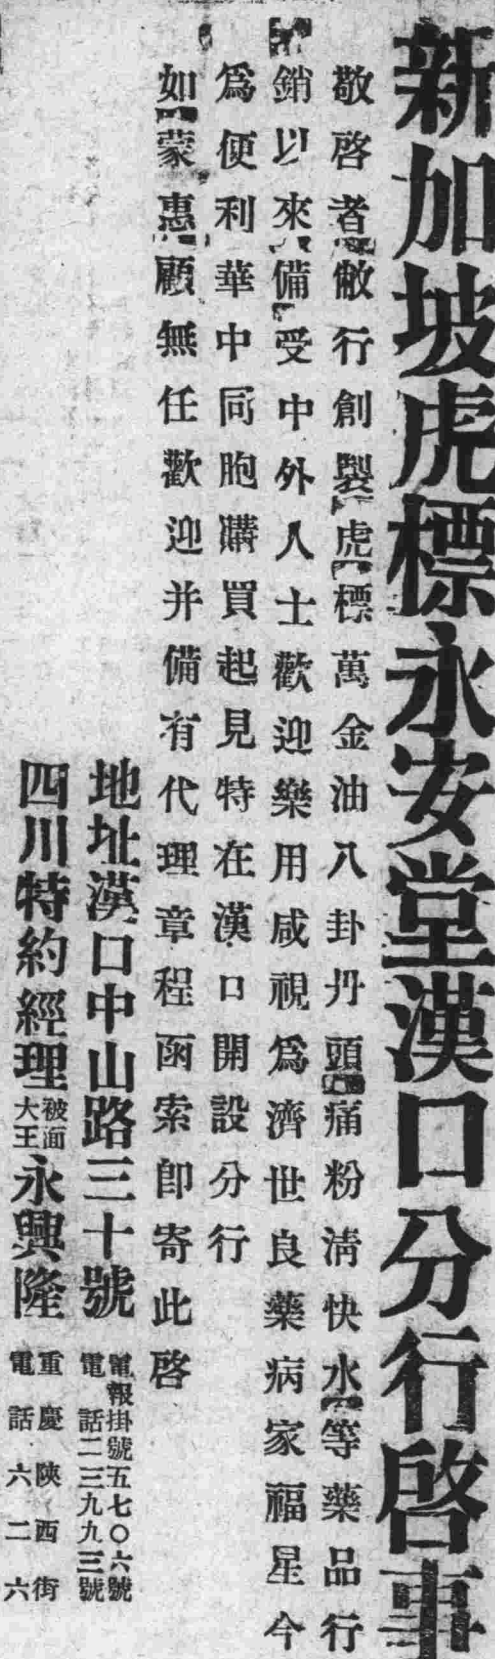 新加坡虎標永安堂漢口分行啓事
敬啓者敝行創製虎標萬金油八卦丹頭痛粉清快水等藥品行
銷以來備受中外人士歡迎樂用咸視爲濟世良藥病家福星今
爲便利華中同胞購買起見特在漢口開設分行
如蒙惠顧無任歡迎并備有代理章程函索卽寄此啓
地址漢口中山路三十號
電報掛號五七〇六號
電話二三九九三號
四川特約經理被面大王永興隆
重慶陝西街
電話六二六